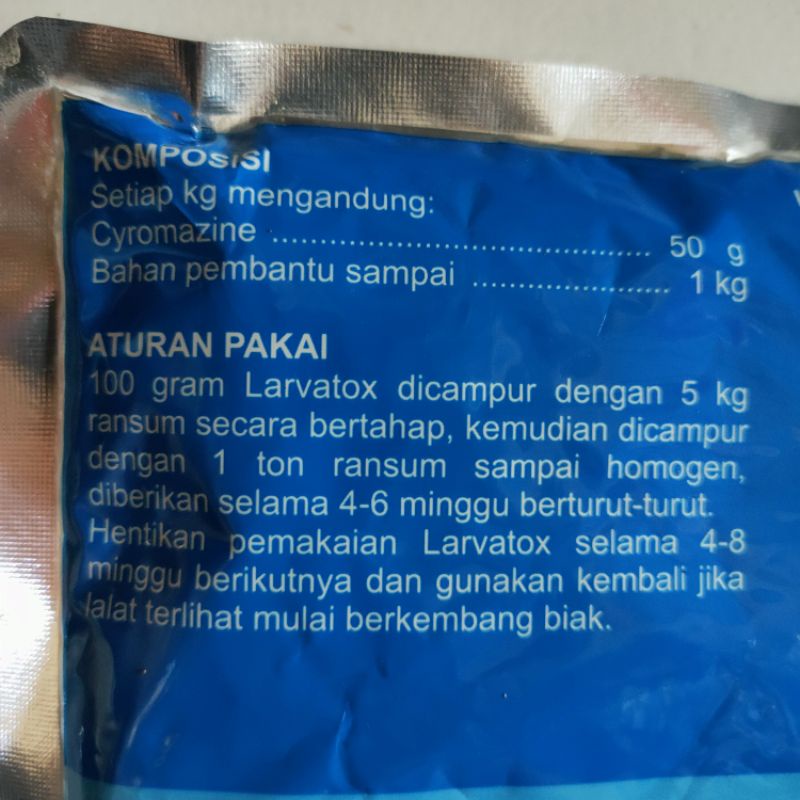 KOMPOSISI
Setiap kg mengandung:
Cyromazine ........................................ 50 g
Bahan pembantu sampai ..................... 1 kg
ATURAN PAKAI
100 gram Larvatox dicampur dengan 5 kg
ransum secara bertahap, kemudian dicampur
dengan 1 ton ransum sampai homogen,
diberikan selama 4-6 minggu berturut-turut.
Hentikan pemakaian Larvatox selama 4-8
minggu berikutnya dan gunakan kembali jika
lalat terlihat mulai berkembang biak.